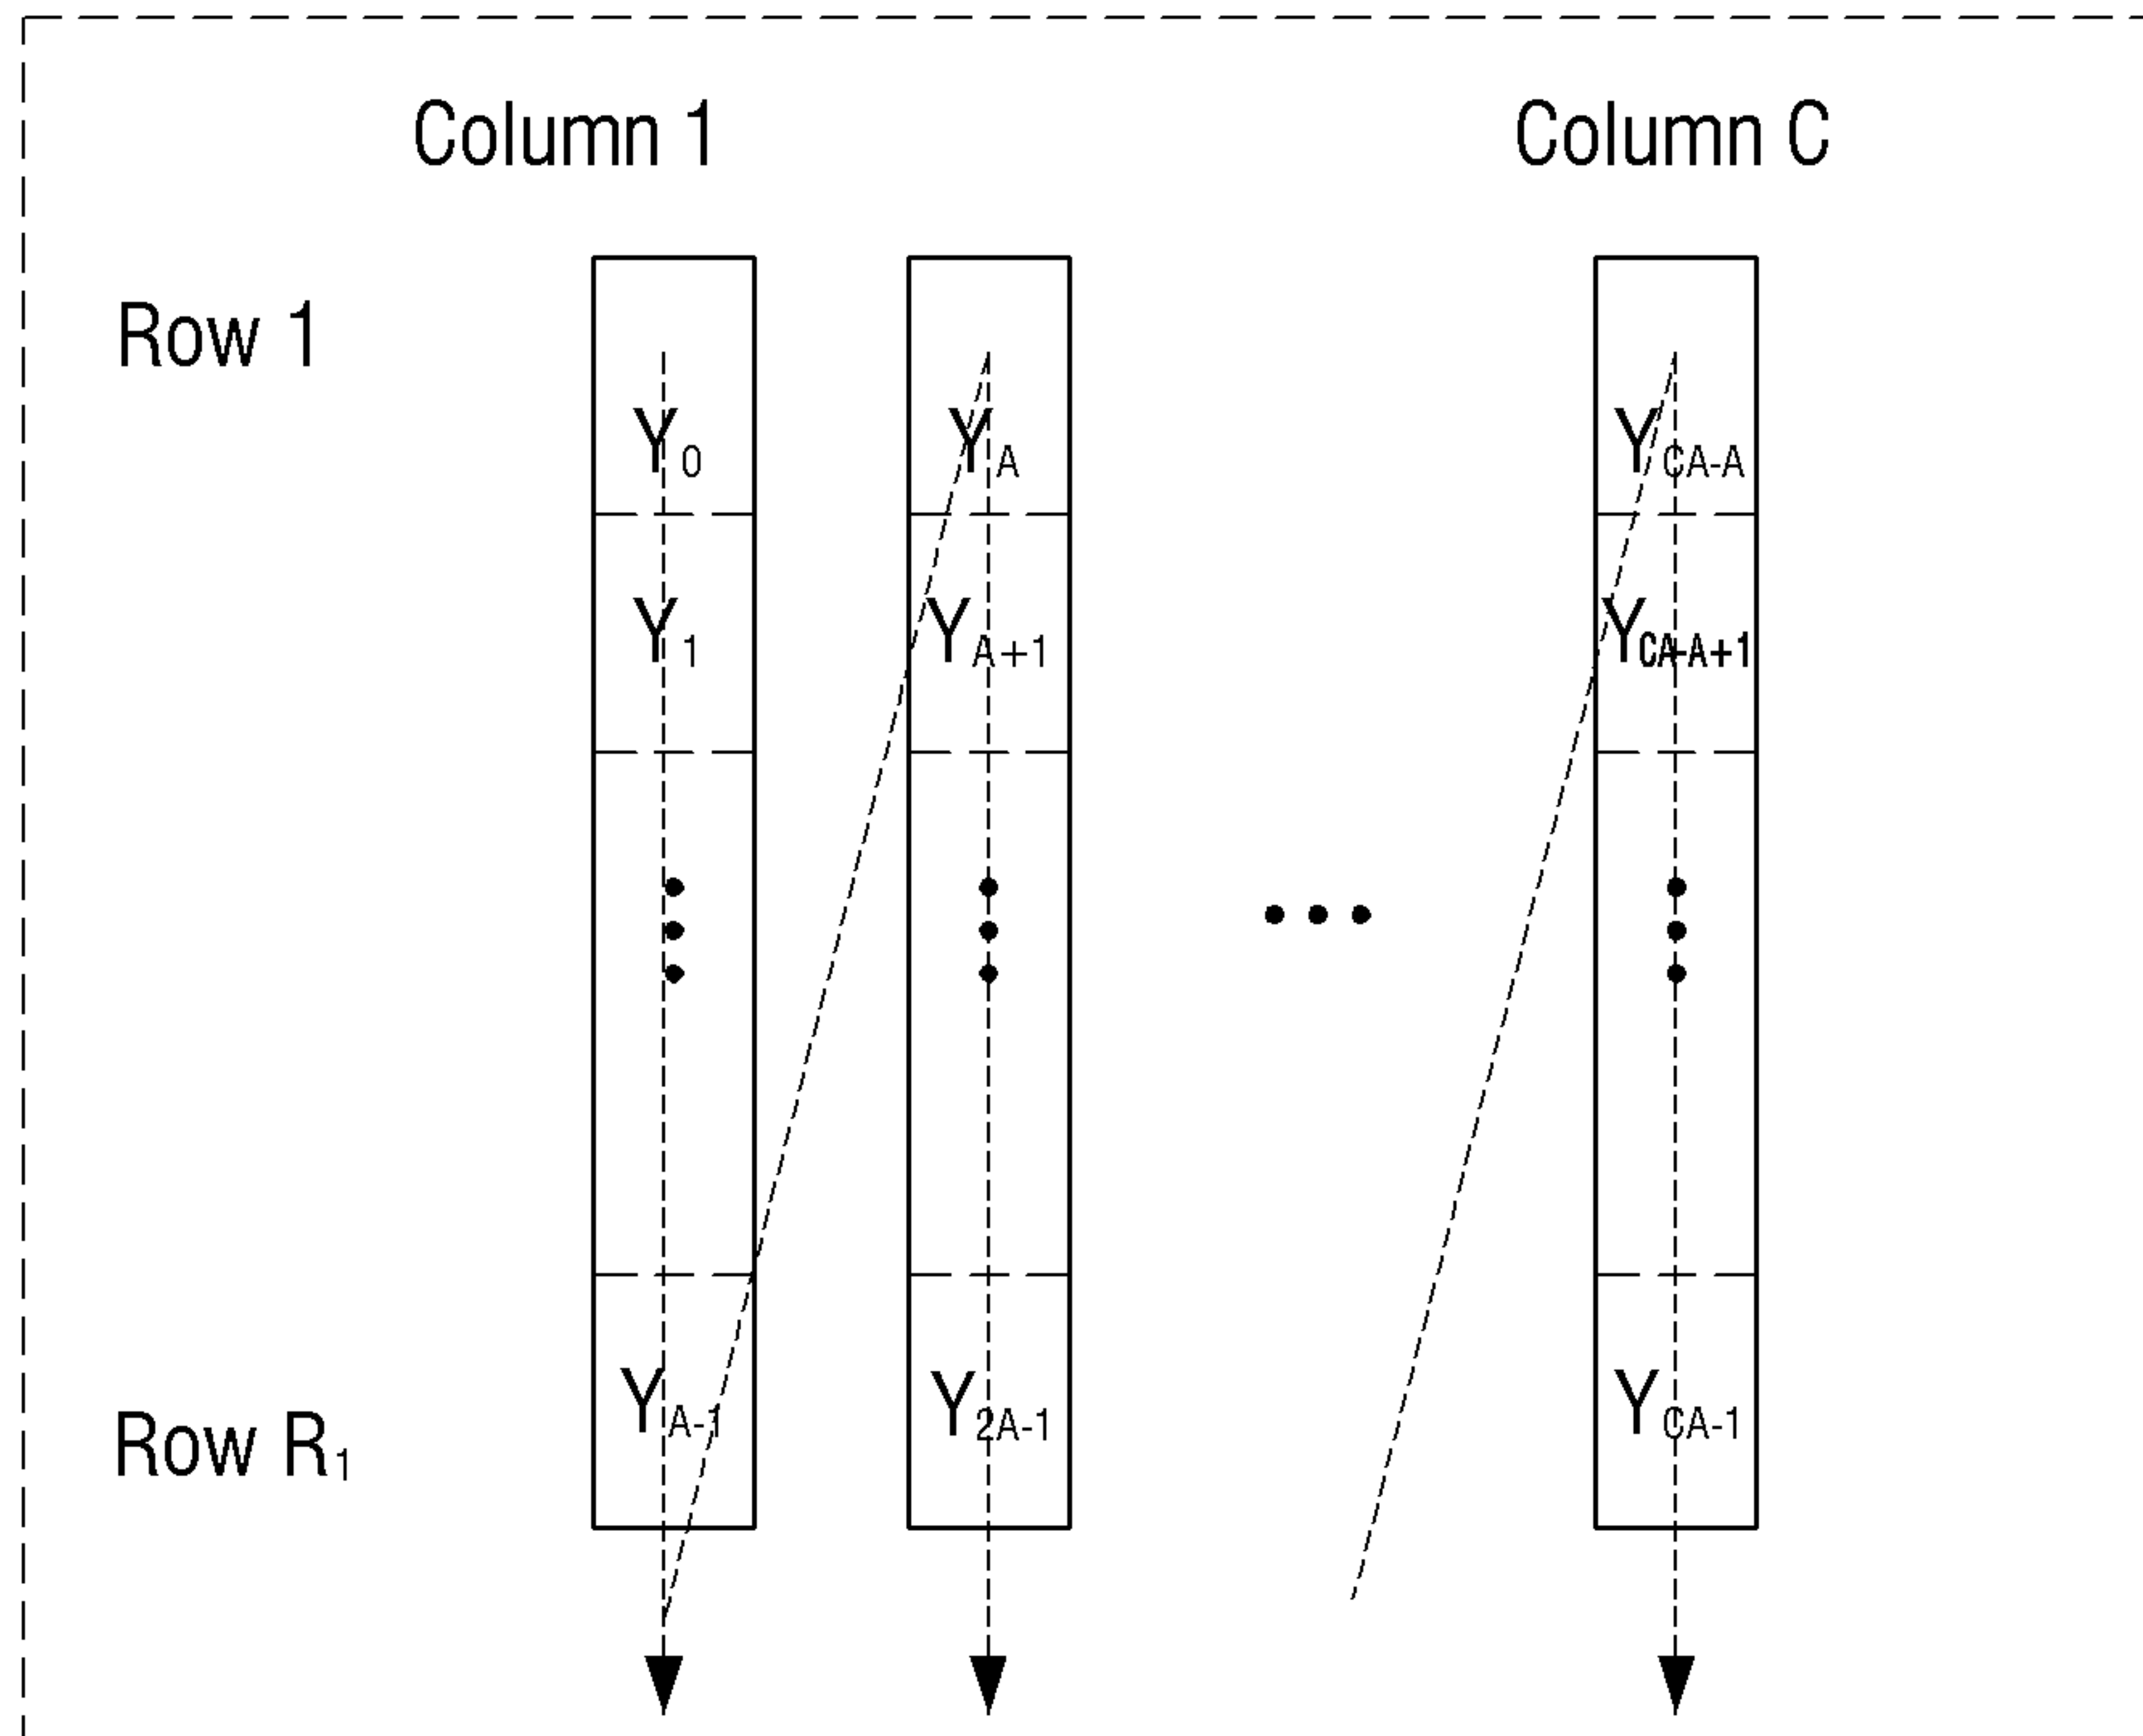 Column 1 Column C
Row 1
Y0 YA YCA-A
Y1 YA+1 YCA-A+1
Row R1 YA-1 Y2A-1 YCA-1